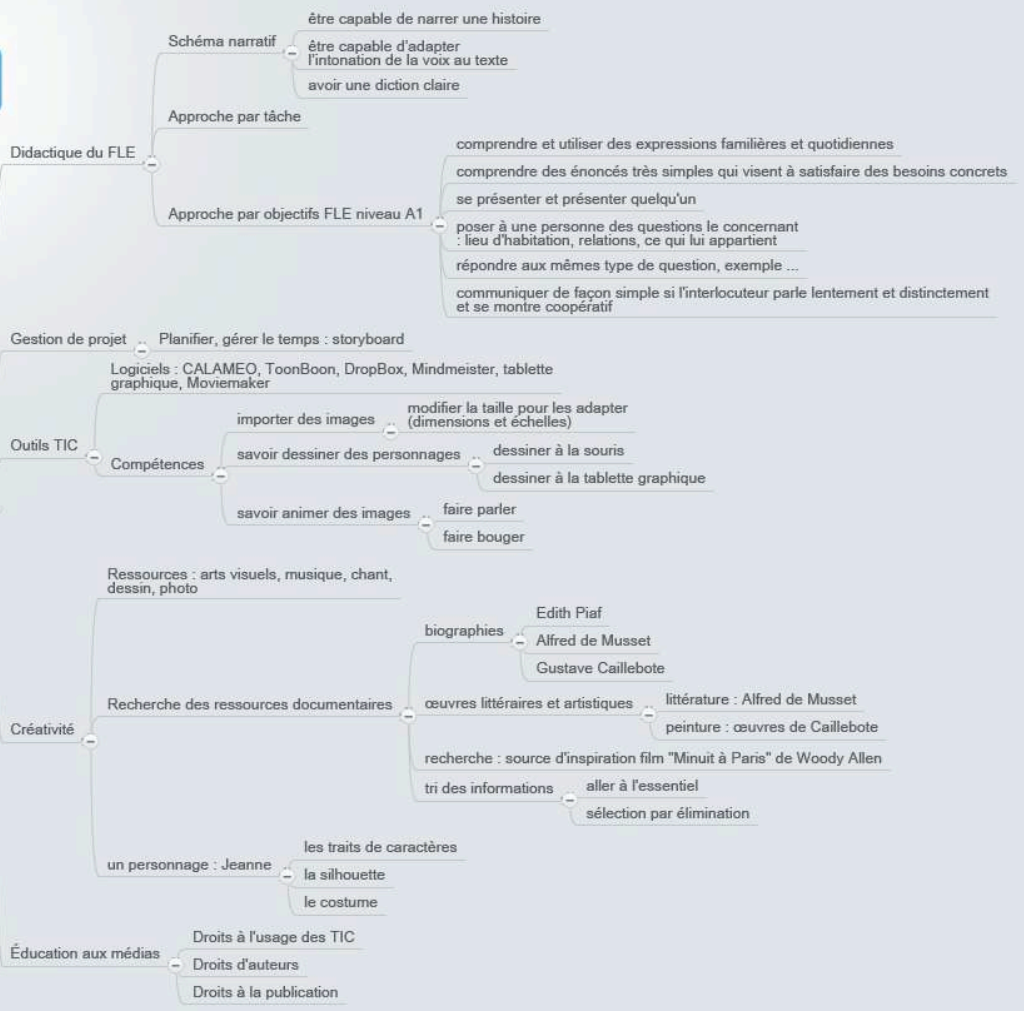 Didactique du FLE
Schéma narratif
être capable de narrer une histoire
être capable d'adapter
l'intonation de la voix au texte
avoir une diction claire
Approche par tâche
Approche par objectifs FLE niveau A1
comprendre et utiliser des expressions familières et quotidiennes
comprendre des énoncés très simples qui visent à satisfaire des besoins concrets
se présenter et présenter quelqu'un
poser à une personne des questions le concernant
: lieu d'habitation, relations, ce qui lui appartient
répondre aux mêmes type de question, exemple ...
communiquer de façon simple si l'interlocuteur parle lentement et distinctement
et se montre coopératif
Gestion de projet
Planifier, gérer le temps : storyboard
Outils TIC
Logiciels : CALAMEO, ToonBoon, DropBox, Mindmeister, tablette
graphique, Moviemaker
Compétences
importer des images
modifier la taille pour les adapter
(dimensions et échelles)
savoir dessiner des personnages
dessiner à la souris
dessiner à la tablette graphique
savoir animer des images
faire parler
faire bouger
Créativité
Ressources : arts visuels, musique, chant,
dessin, photo
Recherche des ressources documentaires
biographies
Edith Piaf
Alfred de Musset
Gustave Caillebote
œuvres littéraires et artistiques
littérature : Alfred de Musset
peinture : œuvres de Caillebote
recherche : source d'inspiration film "Minuit à Paris" de Woody Allen
tri des informations
aller à l'essentiel
sélection par élimination
un personnage : Jeanne
les traits de caractères
la silhouette
le costume
Éducation aux médias
Droits à l'usage des TIC
Droits d'auteurs
Droits à la publication